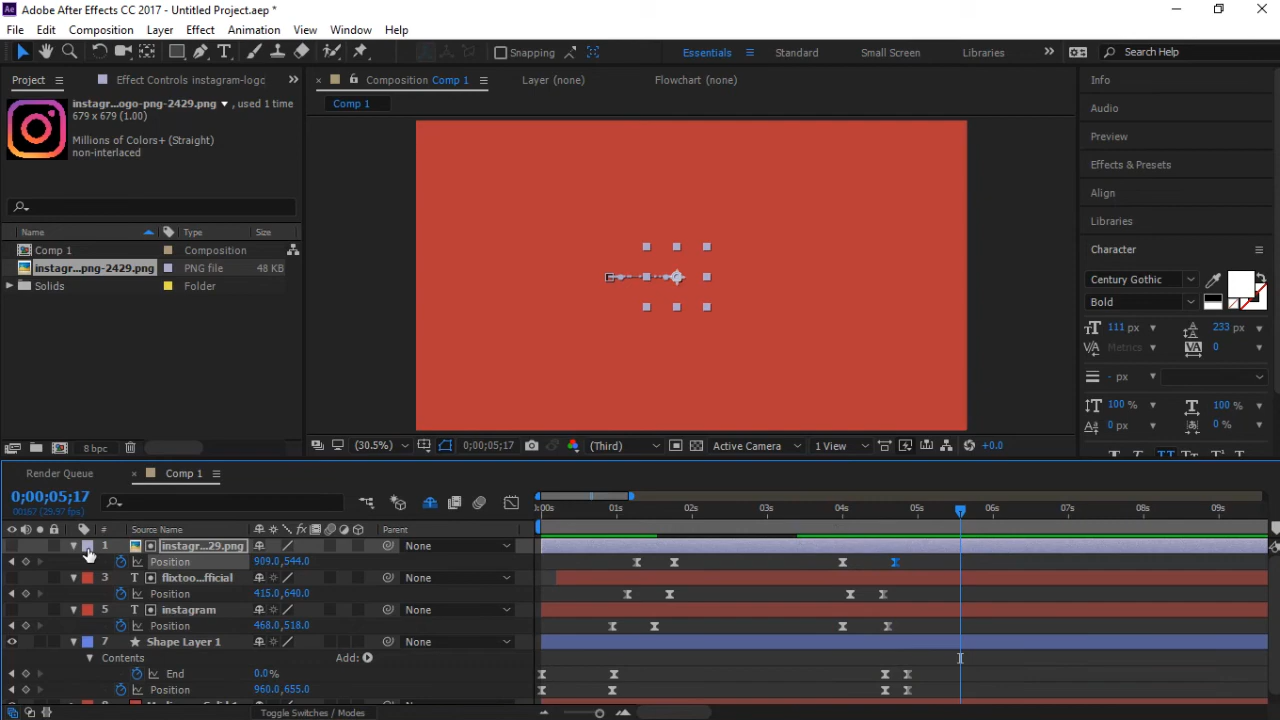 Ae Adobe After Effects CC 2017 - Untitled Project.aep *
File Edit Composition Layer Effect Animation View Window Help
Snapping Essentials Standard Small Screen Libraries Search Help
Project Effect Controls instagram-logc Composition Comp 1 Layer (none) Flowchart (none) Info
Comp 1
instagr...ogo-png-2429.png , used 1 time
679 x 679 (1.00)
Millions of Colors+ (Straight)
non-interlaced
Audio
Preview
Effects & Presets
Align
Libraries
Character
Name Type Size
Comp 1 Composition
instagr...png-2429.png PNG file 48 KB
Solids Folder
Century Gothic
Bold
111 px 233 px
Metrics 0
- px
100 % 100 %
0 px 0 %
8 bpc (30.5%) 0;00;05;17 (Third) Active Camera 1 View +0.0
Render Queue Comp 1
0;00;05;17
00167 (29.97 fps)
0:00s 01s 02s 03s 04s 05s 06s 07s 08s 09s
# Source Name Parent
1 instagr...29.png None
Position 909.0,544.0
3 T flixtoo...fficial None
Position 415.0,640.0
5 T instagram None
Position 468.0,518.0
7 Shape Layer 1 None
Contents Add:
End 0.0%
Position 960.0,655.0
Toggle Switches / Modes